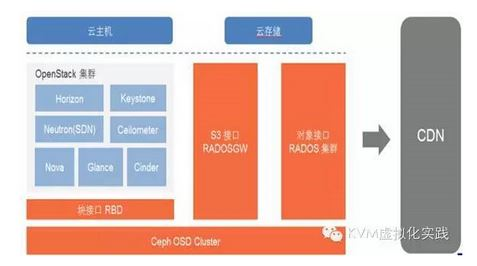 云主机
云存储
OpenStack 集群
Horizon
Keystone
Neutron(SDN)
Ceilometer
Nova
Glance
Cinder
块接口 RBD
S3 接口
RADOSGW
对象接口
RADOS 集群
Ceph OSD Cluster
CDN
KVM虚拟化实践